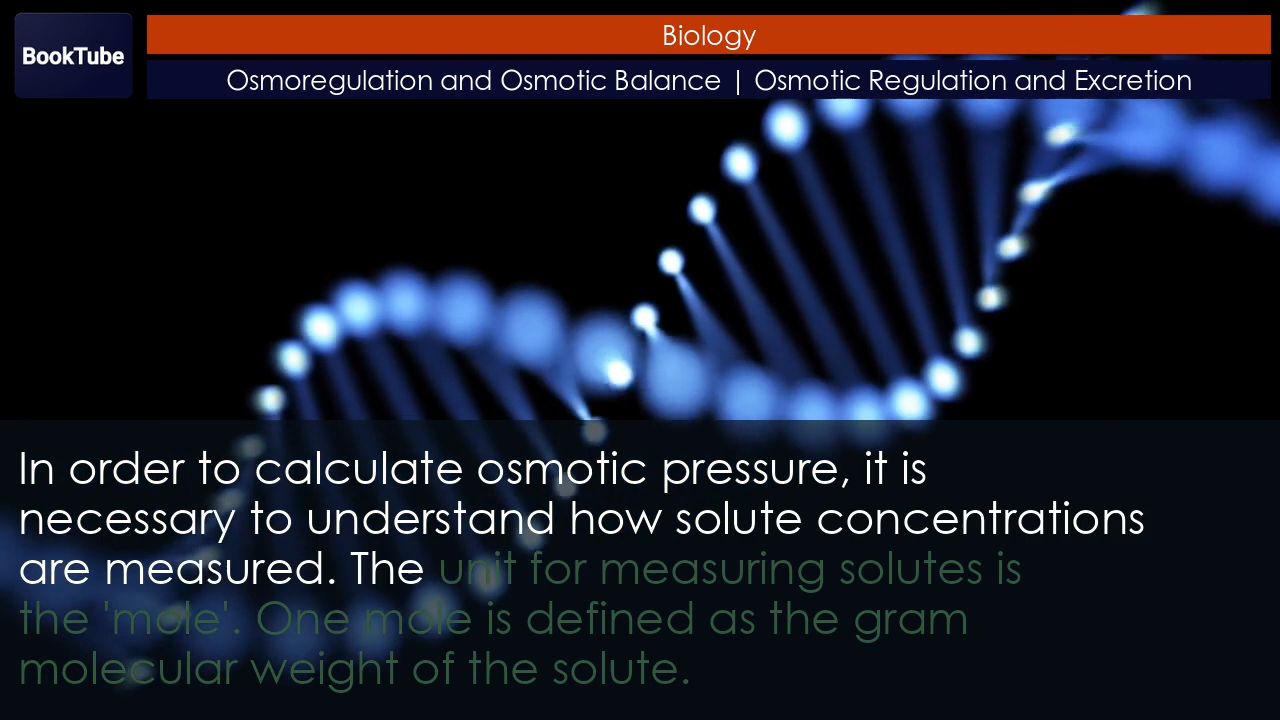 BookTube
Biology
Osmoregulation and Osmotic Balance | Osmotic Regulation and Excretion
In order to calculate osmotic pressure, it is
necessary to understand how solute concentrations
are measured. The unit for measuring solutes is
the 'mole'. One mole is defined as the gram
molecular weight of the solute.